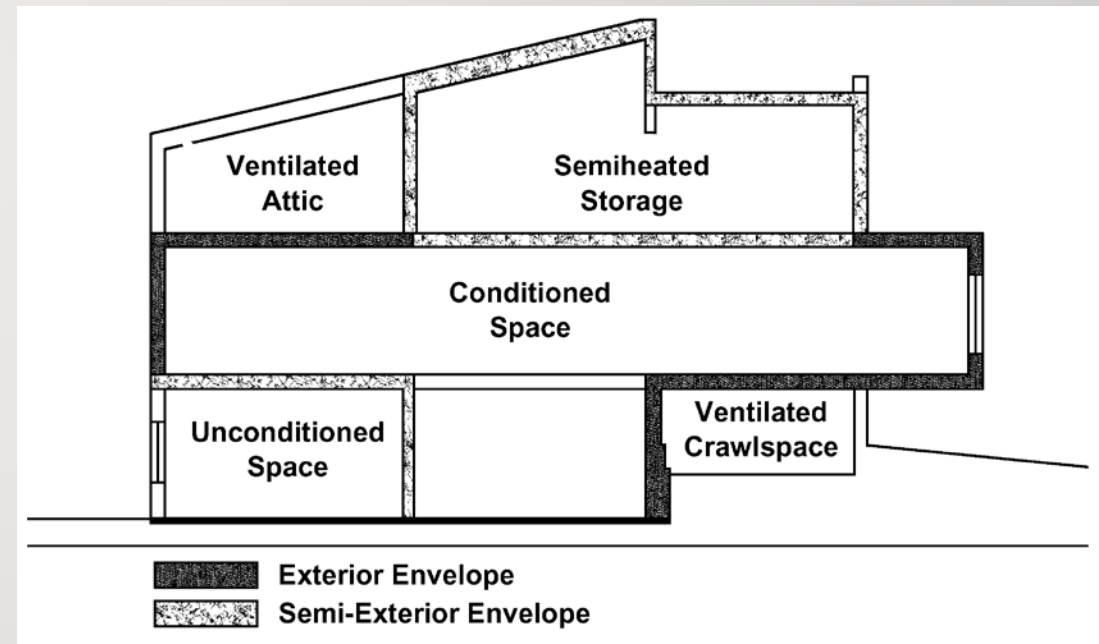 Ventilated
Attic
Semiheated
Storage
Conditioned
Space
Unconditioned
Space
Ventilated
Crawlspace
Exterior Envelope
Semi-Exterior Envelope